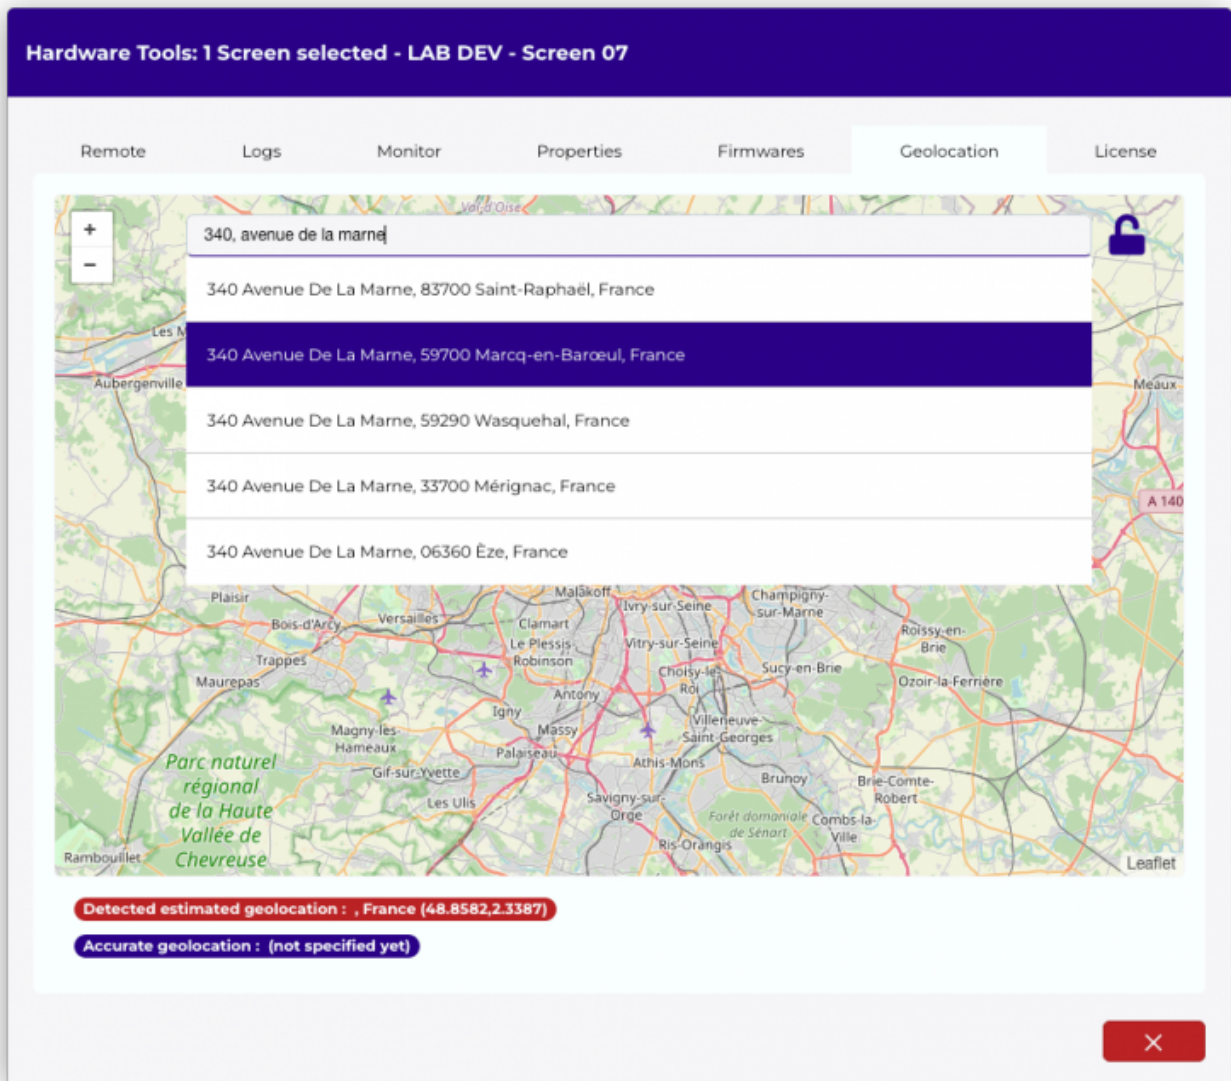 Hardware Tools: 1 Screen selected - LAB DEV - Screen 07
Remote Logs Monitor Properties Firmwares Geolocation License
Val-d'Oise
+
340, avenue de la marne
−
340 Avenue De La Marne, 83700 Saint-Raphaël, France
Les M
340 Avenue De La Marne, 59700 Marcq-en-Barœul, France
Aubergenville
Meaux
340 Avenue De La Marne, 59290 Wasquehal, France
340 Avenue De La Marne, 33700 Mérignac, France
A 140
340 Avenue De La Marne, 06360 Èze, France
Plaisir
Malakoff
Champigny-
sur-Marne
Ivry-sur-Seine
Bois-d'Arcy
Versailles
Clamart
Roissy-en-
Brie
Le Plessis-
Robinson
Vitry-sur-Seine
Trappes
Sucy-en-Brie
Choisy-le-
Roi
Maurepas
Ozoir-la-Ferrière
Antony
Igny
Magny-les-
Hameaux
Massy
Villeneuve-
Saint-Georges
Palaiseau
Athis-Mons
Parc naturel
régional
de la Haute
Vallée de
Chevreuse
Gif-sur-Yvette
Brunoy
Brie-Comte-
Robert
Les Ulis
Savigny-sur-
Orge
Forêt domaniale
de Sénart
Combs-la-
Ville
Ris-Orangis
Rambouillet
Leaflet
Detected estimated geolocation : , France (48.8582,2.3387)
Accurate geolocation : (not specified yet)